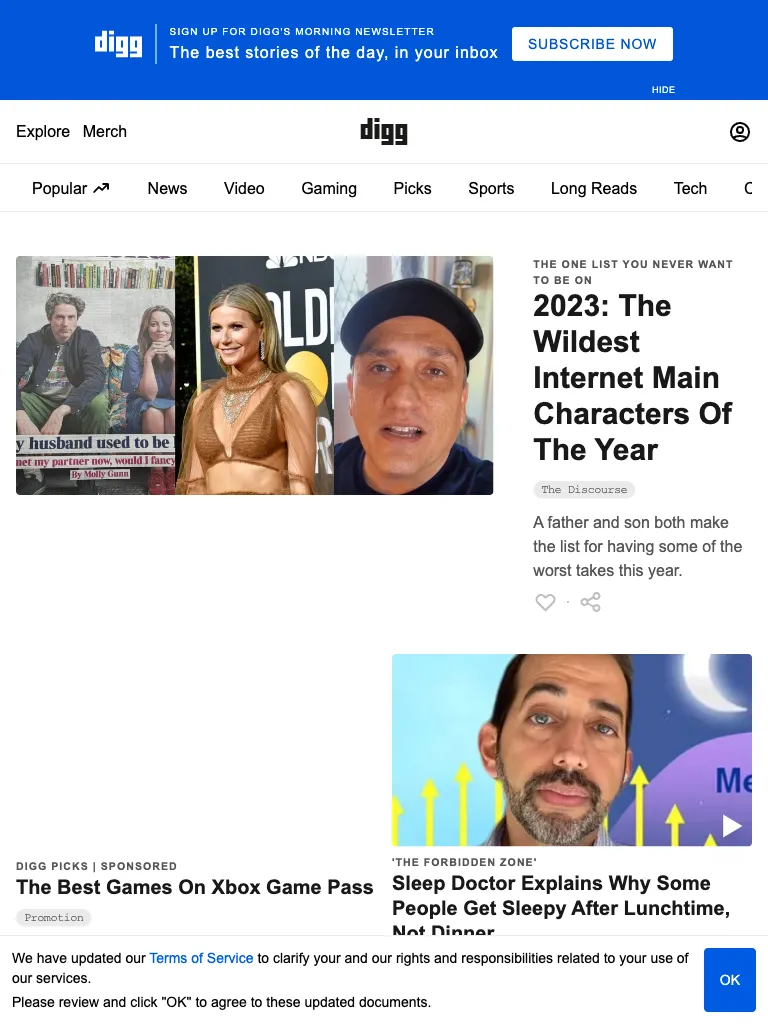 digg
SIGN UP FOR DIGG'S MORNING NEWSLETTER
The best stories of the day, in your inbox
SUBSCRIBE NOW
HIDE
Explore Merch
digg
Popular News Video Gaming Picks Sports Long Reads Tech
THE ONE LIST YOU NEVER WANT
TO BE ON
2023: The
Wildest
Internet Main
Characters Of
The Year
The Discourse
A father and son both make
the list for having some of the
worst takes this year.
y husband used to be
met my partner now, would I fancy
By Molly Gunn
OLD
Me
DIGG PICKS | SPONSORED
The Best Games On Xbox Game Pass
Promotion
'THE FORBIDDEN ZONE'
Sleep Doctor Explains Why Some
People Get Sleepy After Lunchtime,
Not Dinner
We have updated our Terms of Service to clarify your and our rights and responsibilities related to your use of
our services.
Please review and click "OK" to agree to these updated documents.
OK